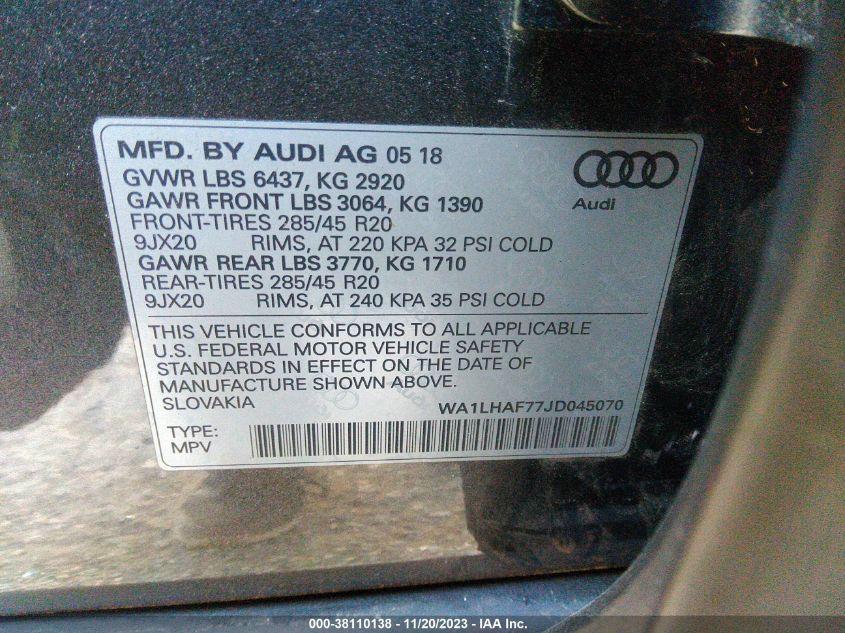 MFD. BY AUDI AG 05 18
GVWR LBS 6437, KG 2920
GAWR FRONT LBS 3064, KG 1390
FRONT-TIRES 285/45 R20
9JX20 RIMS, AT 220 KPA 32 PSI COLD
GAWR REAR LBS 3770, KG 1710
REAR-TIRES 285/45 R20
9JX20 RIMS, AT 240 KPA 35 PSI COLD
Audi
THIS VEHICLE CONFORMS TO ALL APPLICABLE
U.S. FEDERAL MOTOR VEHICLE SAFETY
STANDARDS IN EFFECT ON THE DATE OF
MANUFACTURE SHOWN ABOVE.
SLOVAKIA WA1LHAF77JD045070
TYPE:
MPV
000-38110138 - 11/20/2023 - IAA Inc.